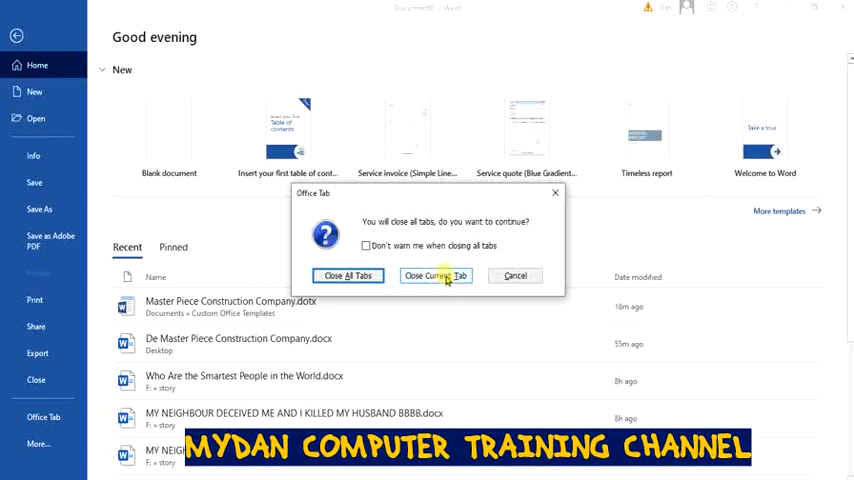 Document8 - Word
Good evening
Home
New
Open
Info
Save
Save As
Save as Adobe
PDF
Print
Share
Export
Close
Office Tab
More...
New
Insert your first
Table of
contents
Take a tour
Blank document
Insert your first table of cont...
Service invoice (Simple Line...
Service quote (Blue Gradient...
Timeless report
Welcome to Word
More templates
Office Tab
You will close all tabs, do you want to continue?
Don't warm me when closing all tabs
Close All Tabs
Close Current Tab
Cancel
Recent
Pinned
Name
Date modified
Master Piece Construction Company.dotx
Documents » Custom Office Templates
18m ago
De Master Piece Construction Company.docx
Desktop
55m ago
Who Are the Smartest People in the World.docx
F: » story
8h ago
MY NEIGHBOUR DECEIVED ME AND I KILLED MY HUSBAND BBBB.docx
F: » story
8h ago
MY
F: » story
MYDAN COMPUTER TRAINING CHANNEL